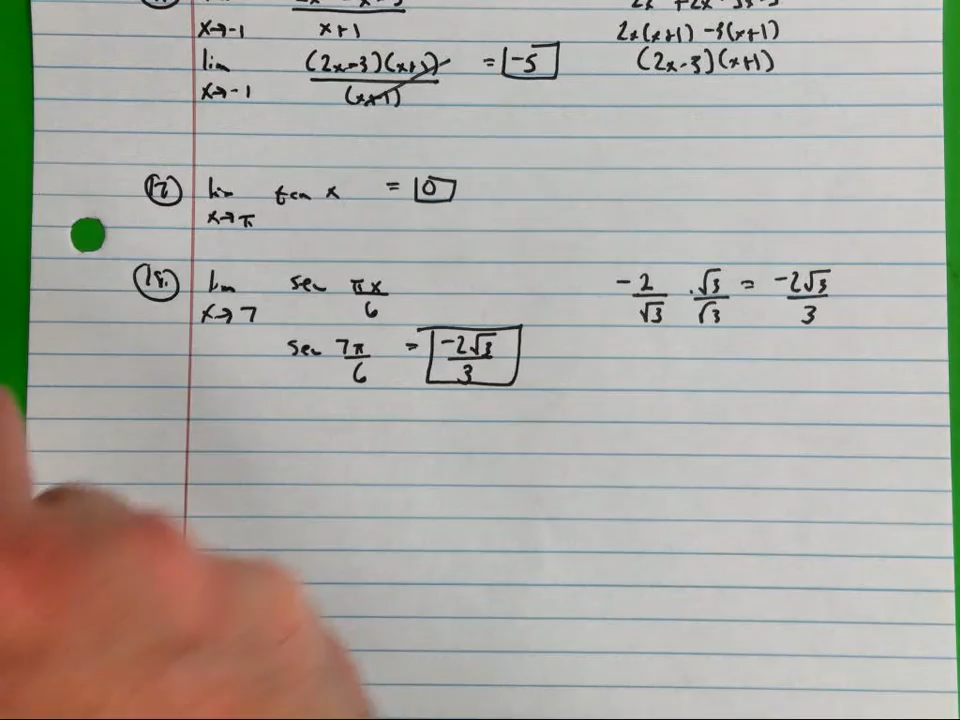 x→-1 x+1 2x(x+1) -3(x+1)
lim (2x-3)(x+1) = -5 (2x-3)(x+1)
x→-1 (x+1)
17. lim tan x = 0
x→π
18. lim sec πx/6 -2/√3 · √3/√3 = -2√3/3
x→7
sec 7π/6 = -2√3/3